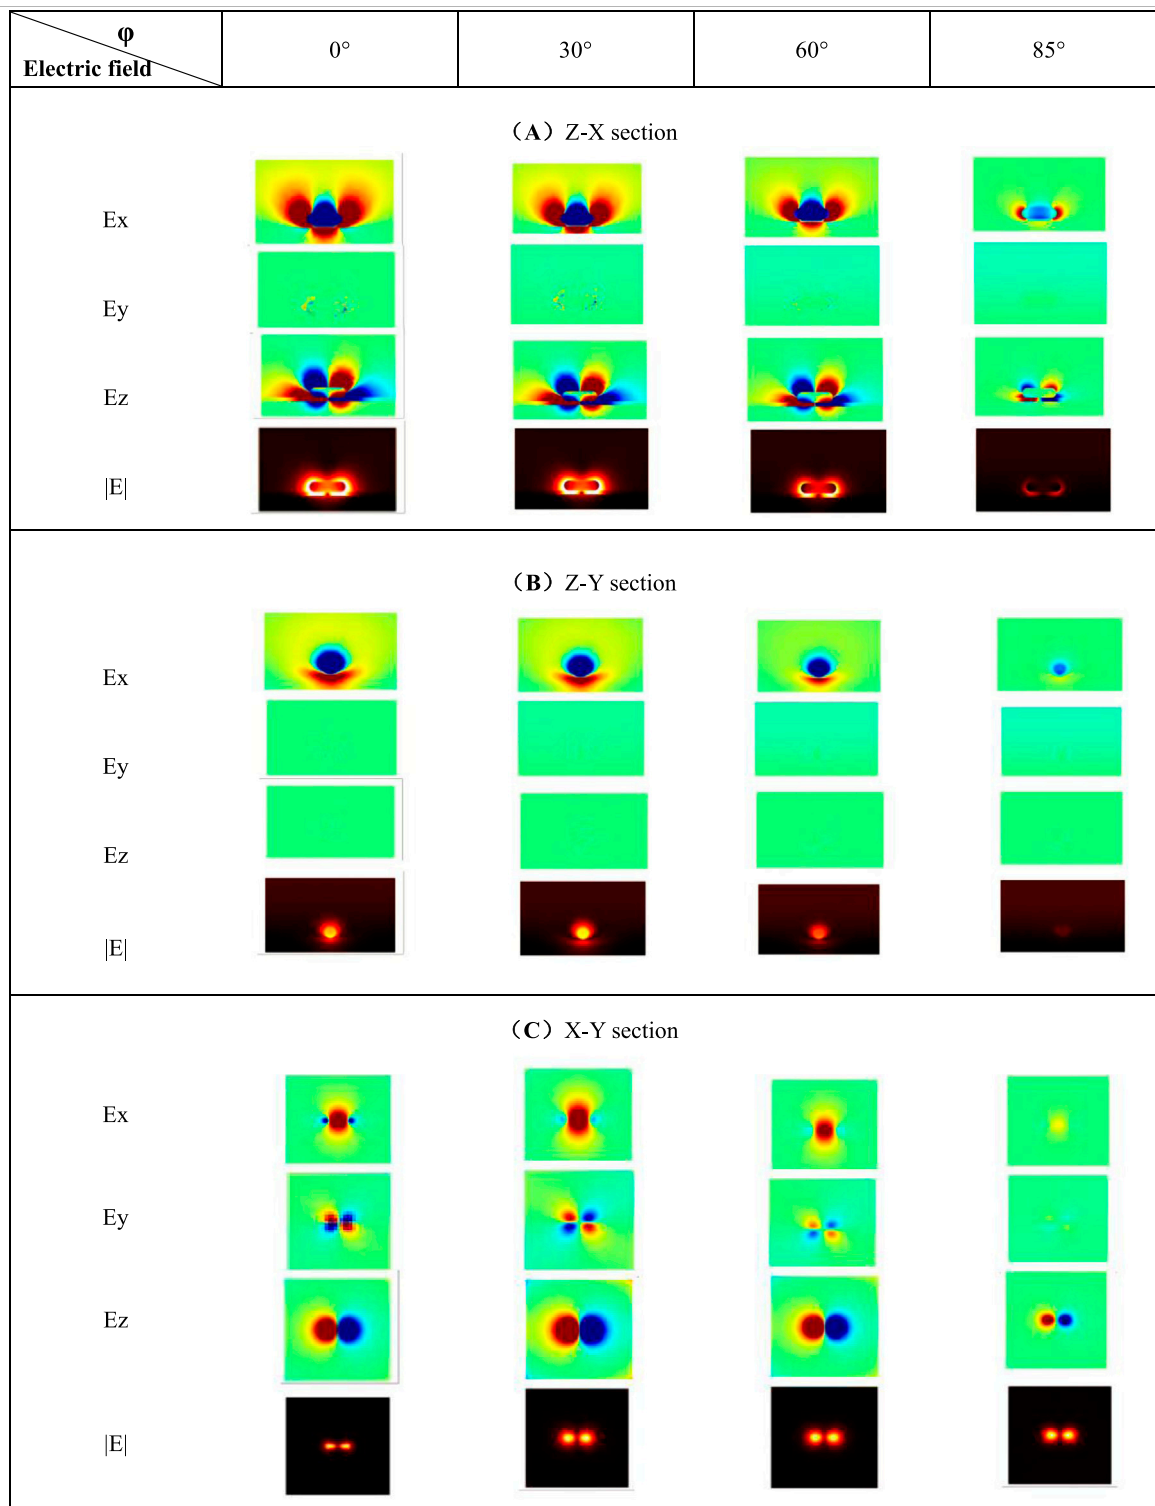 φ
Electric field
0° 30° 60° 85°
（A）Z-X section
Ex
Ey
Ez
|E|
（B）Z-Y section
Ex
Ey
Ez
|E|
（C）X-Y section
Ex
Ey
Ez
|E|